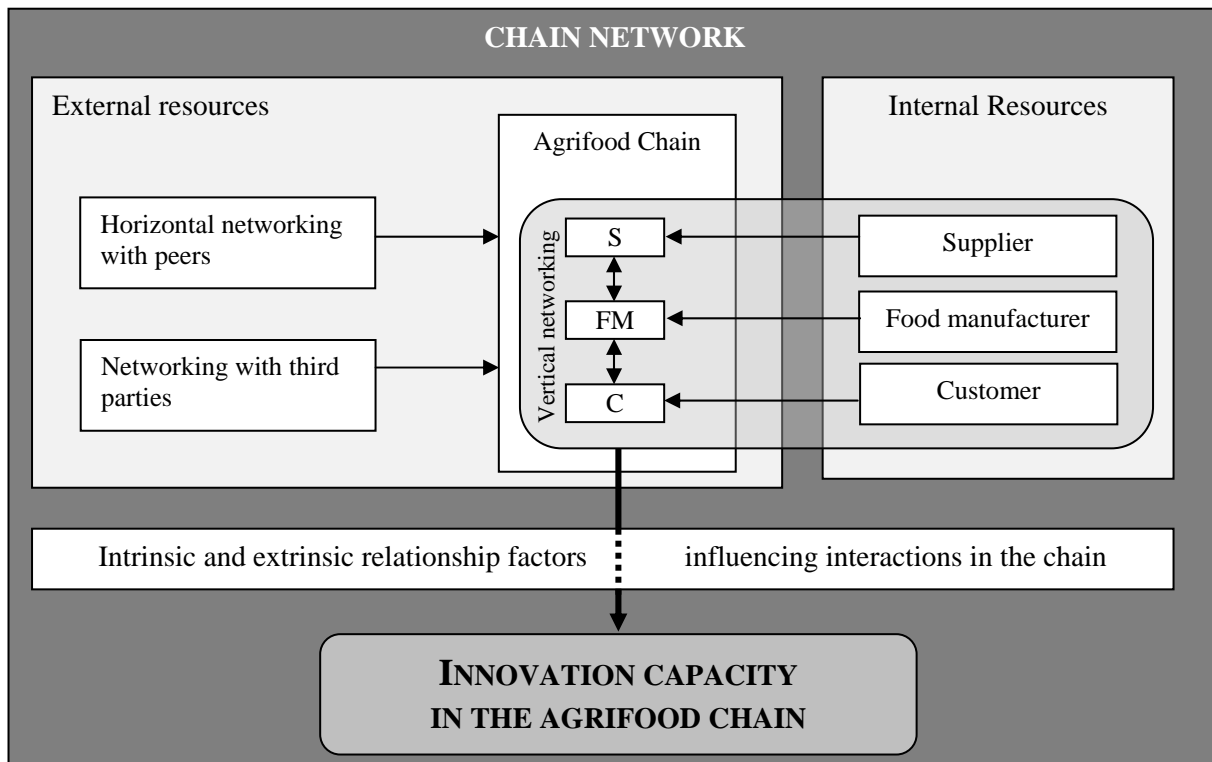 CHAIN NETWORK
External resources
Agrifood Chain
Horizontal networking
with peers
Networking with third
parties
Vertical networking
S
FM
C
Internal Resources
Supplier
Food manufacturer
Customer
Intrinsic and extrinsic relationship factors influencing interactions in the chain
INNOVATION CAPACITY
IN THE AGRIFOOD CHAIN